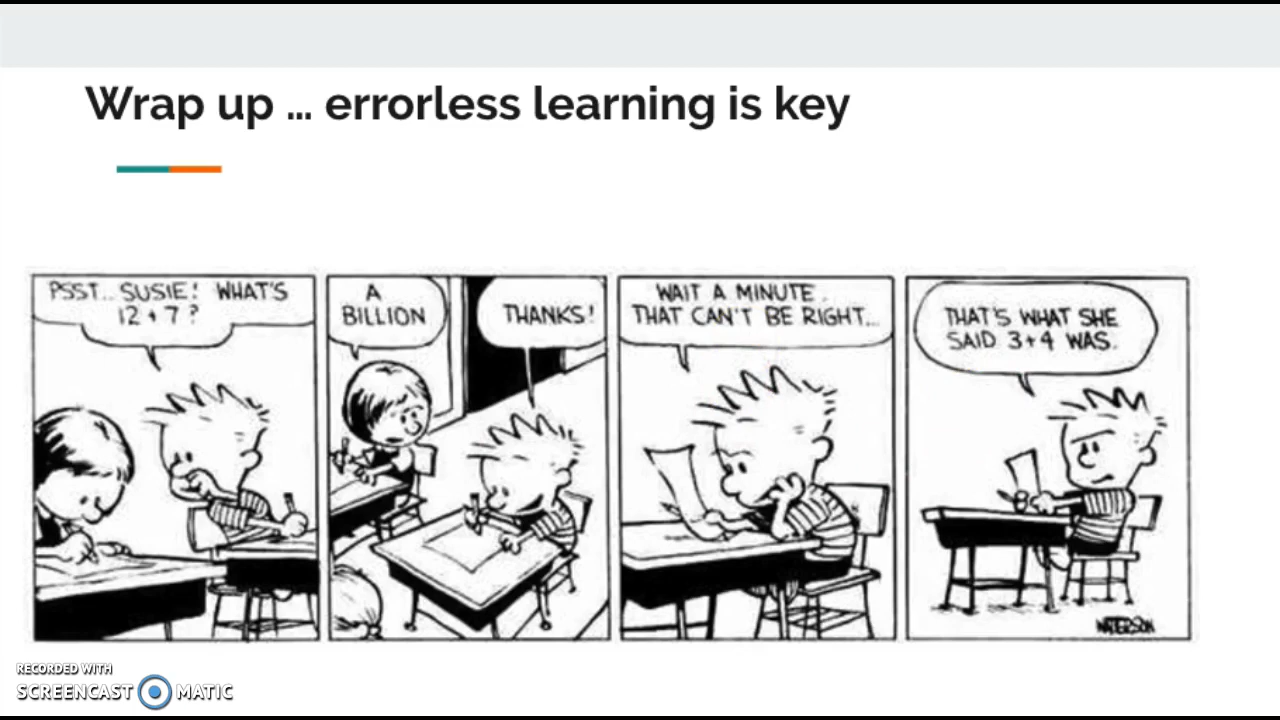 Wrap up ... errorless learning is key
PSST.. SUSIE! WHAT'S
12+7?
A
BILLION
THANKS!
WAIT A MINUTE.
THAT CAN'T BE RIGHT...
THAT'S WHAT SHE
SAID 3+4 WAS.
WATTERSON
RECORDED WITH
SCREENCAST MATIC